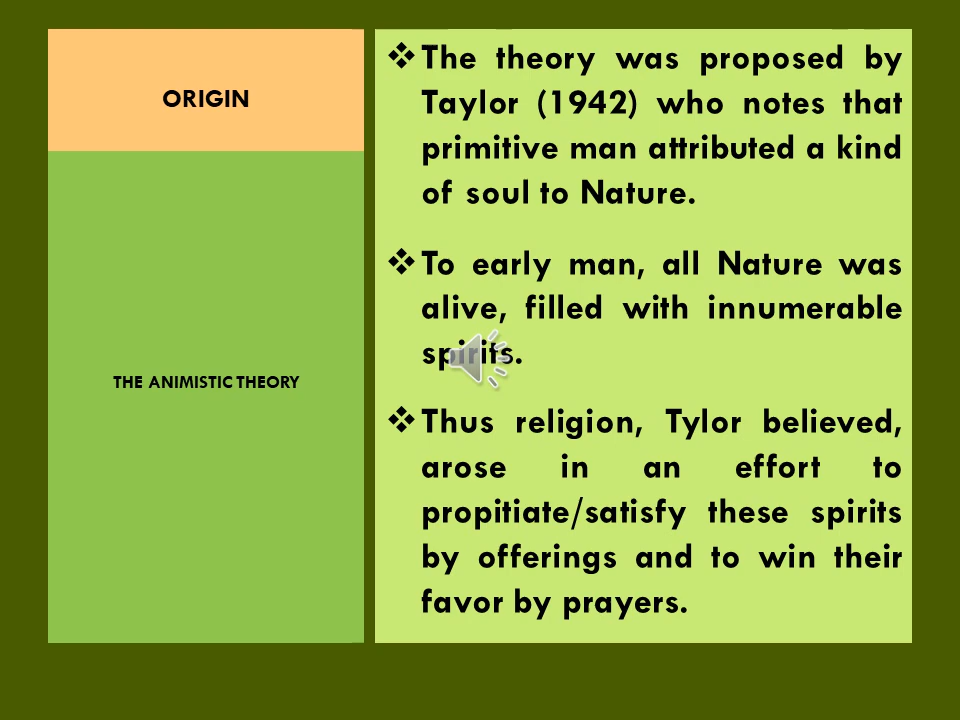 ORIGIN
THE ANIMISTIC THEORY
❖ The theory was proposed by
Taylor (1942) who notes that
primitive man attributed a kind
of soul to Nature.
❖ To early man, all Nature was
alive, filled with innumerable
spirits.
❖ Thus religion, Tylor believed,
arose in an effort to
propitiate/satisfy these spirits
by offerings and to win their
favor by prayers.